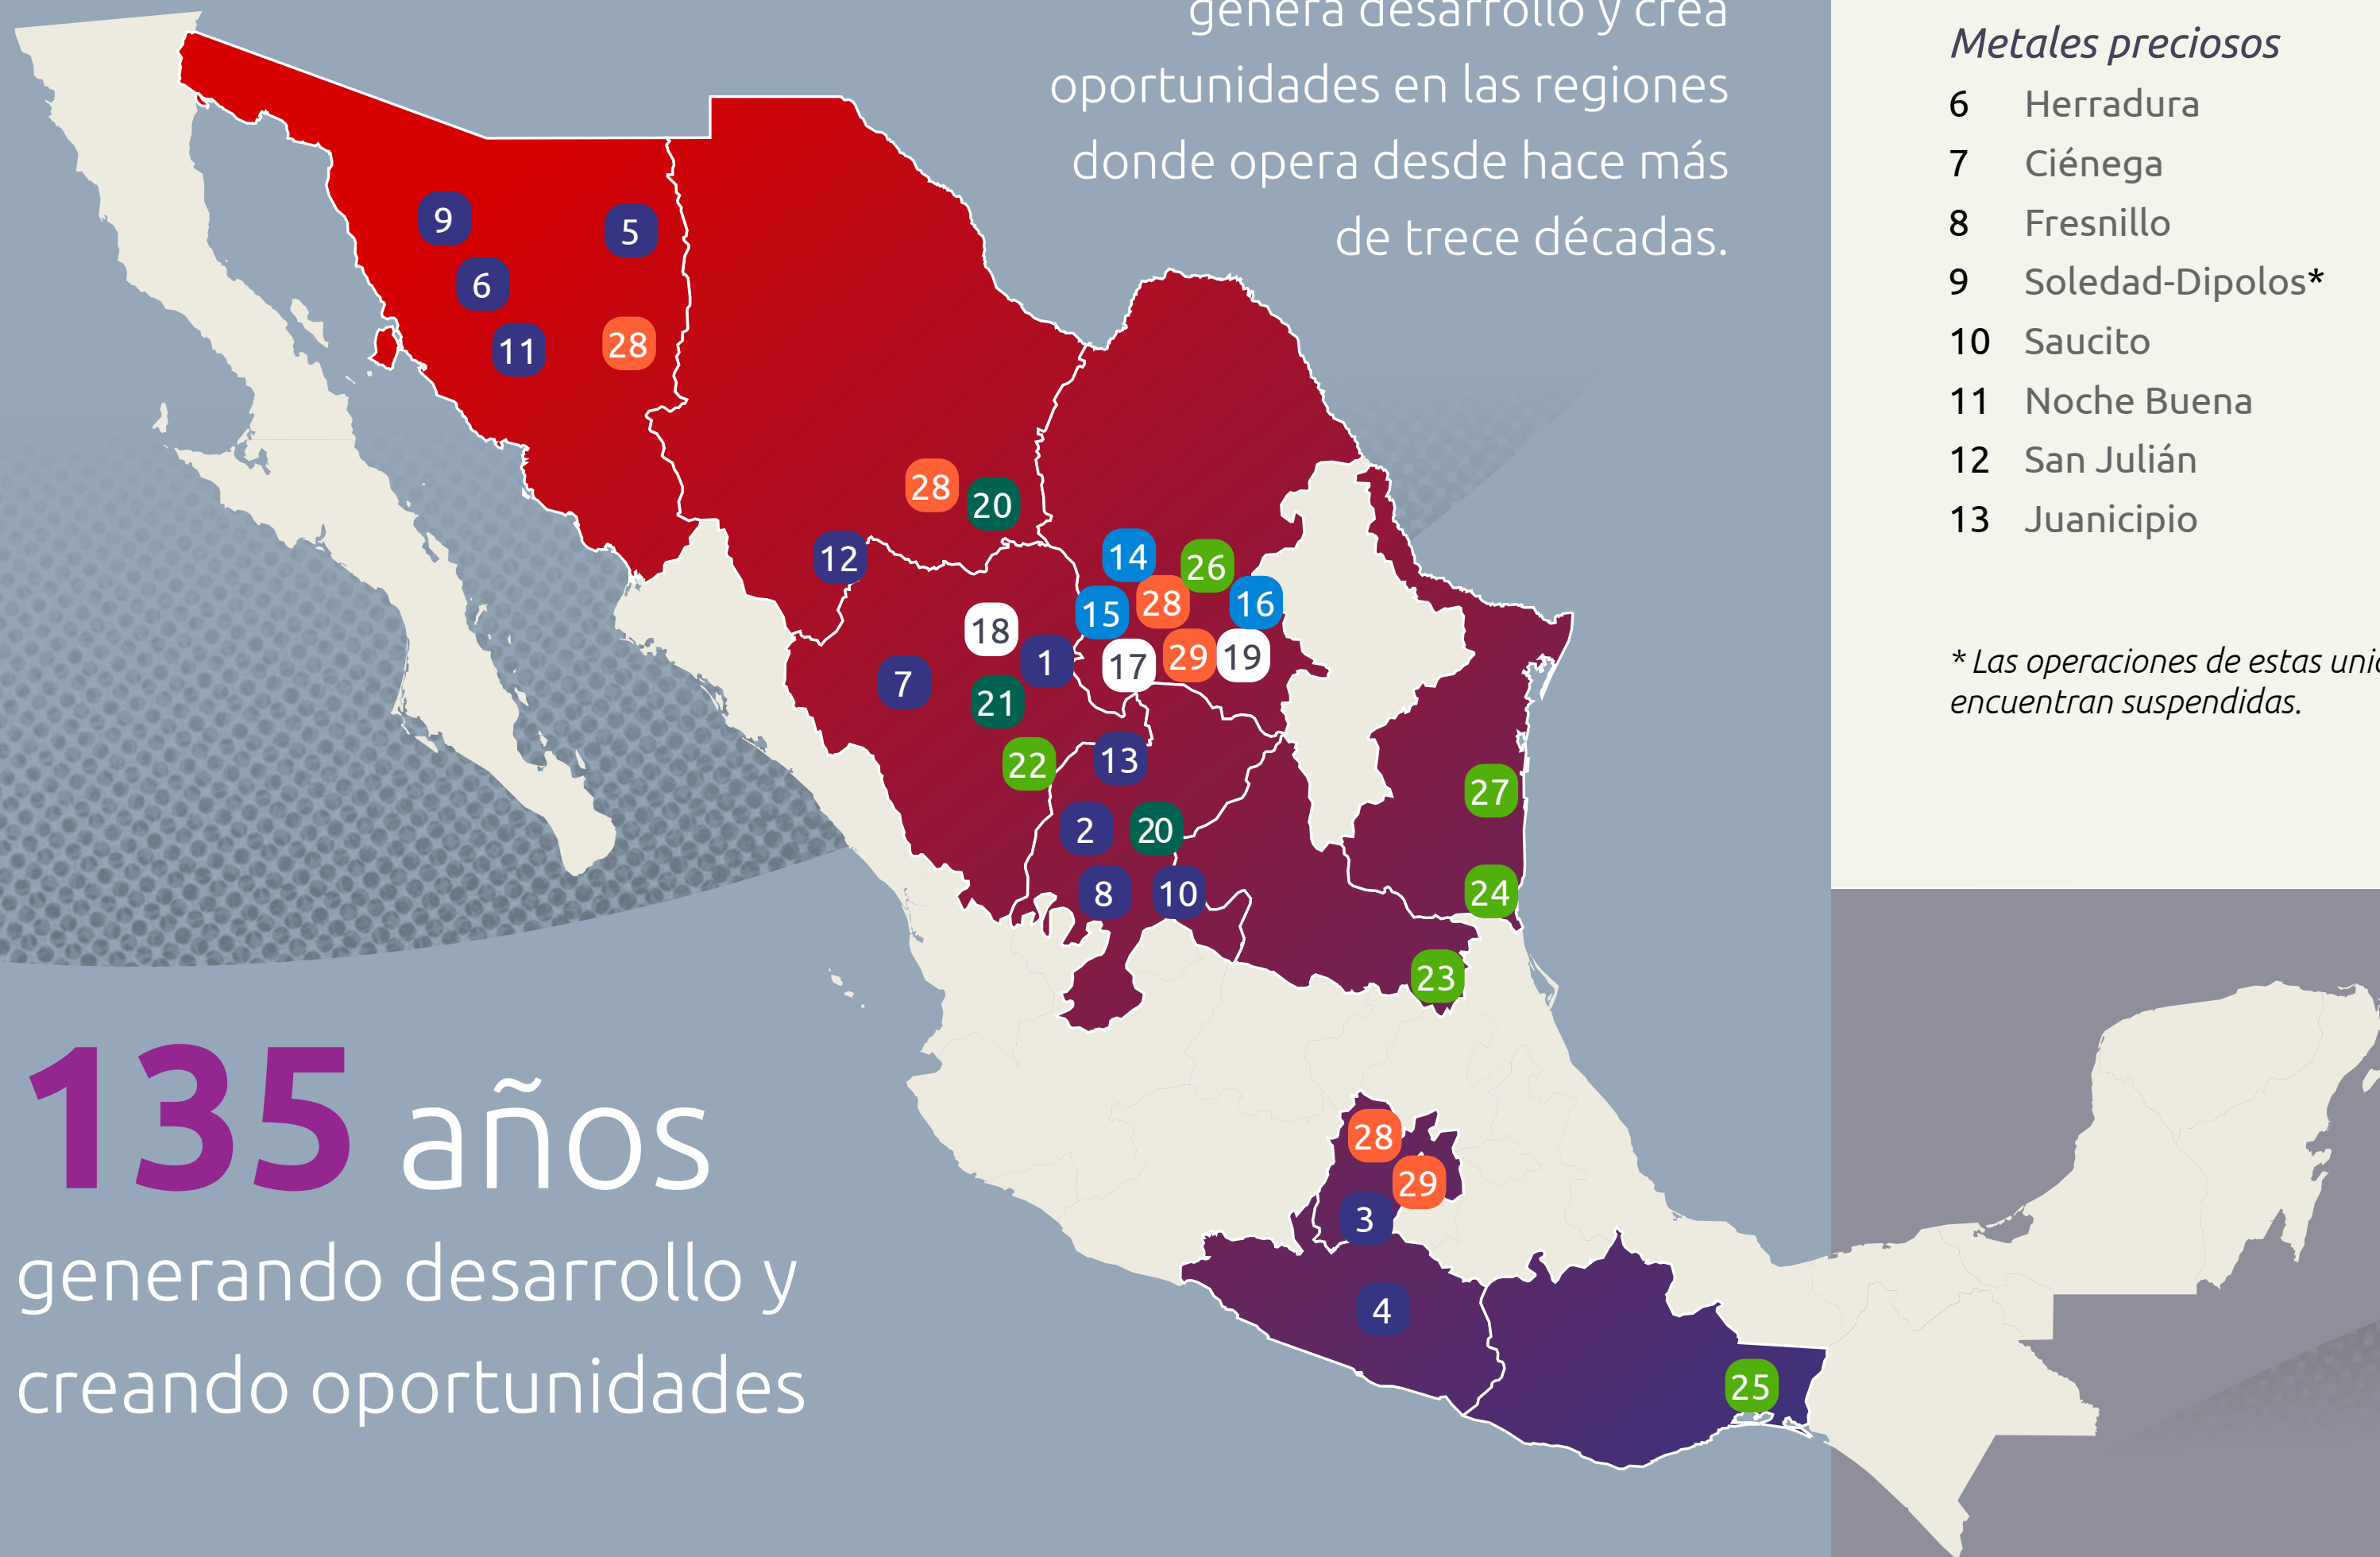 genera desarrollo y crea
oportunidades en las regiones
donde opera desde hace más
de trece décadas.
Metales preciosos
6 Herradura
7 Ciénega
8 Fresnillo
9 Soledad-Dipolos*
10 Saucito
11 Noche Buena
12 San Julián
13 Juanicipio
* Las operaciones de estas
encuentran suspendidas.
9
5
6
11
28
28
20
12
14
26
15
28
16
18
1
17
29
19
7
21
22
13
27
2
20
8
10
24
23
28
29
3
4
25
135 años
generando desarrollo y
creando oportunidades